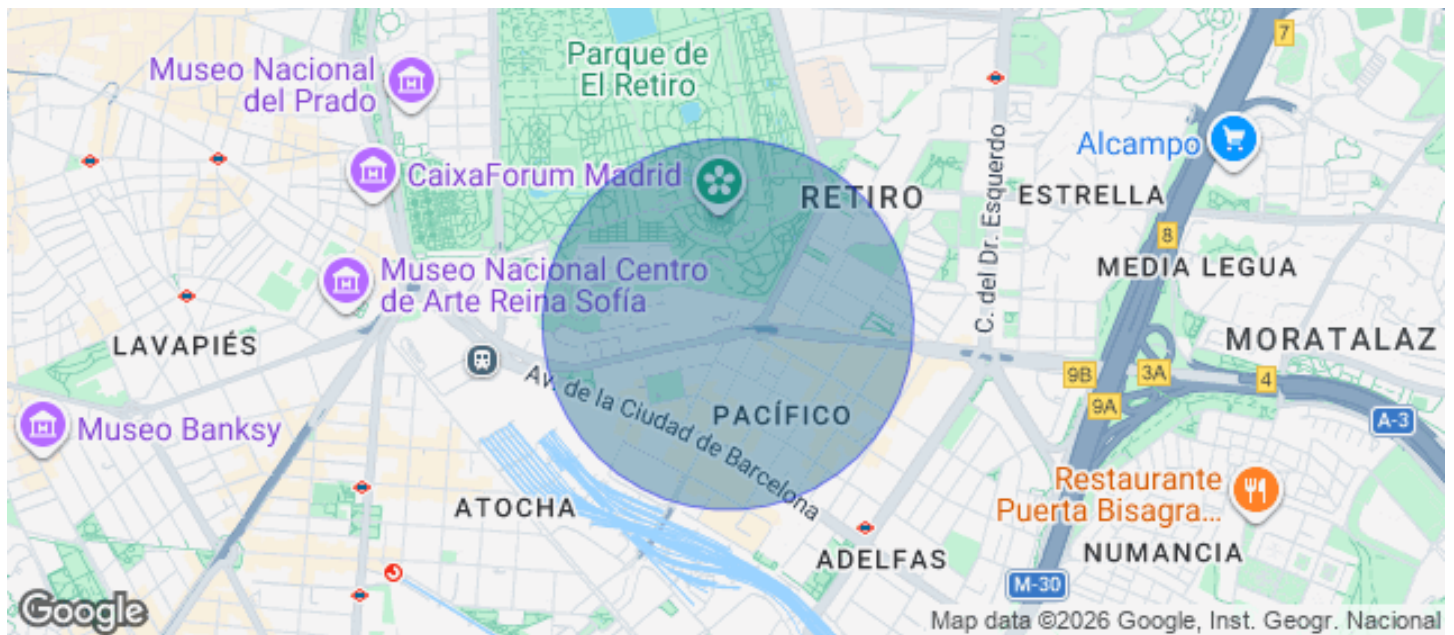 7
Parque de
El Retiro
Museo Nacional
del Prado
Alcampo
CaixaForum Madrid
RETIRO
ESTRELLA
C. del Dr. Esquerdo
8
Museo Nacional Centro
de Arte Reina Sofía
MEDIA LEGUA
LAVAPIÉS
MORATALAZ
9B
3A
4
9A
Av. de la Ciudad de Barcelona
PACÍFICO
A-3
Museo Banksy
ATOCHA
Restaurante
Puerta Bisagra...
ADELFAS
NUMANCIA
M-30
Google
Map data ©2026 Google, Inst. Geogr. Nacional